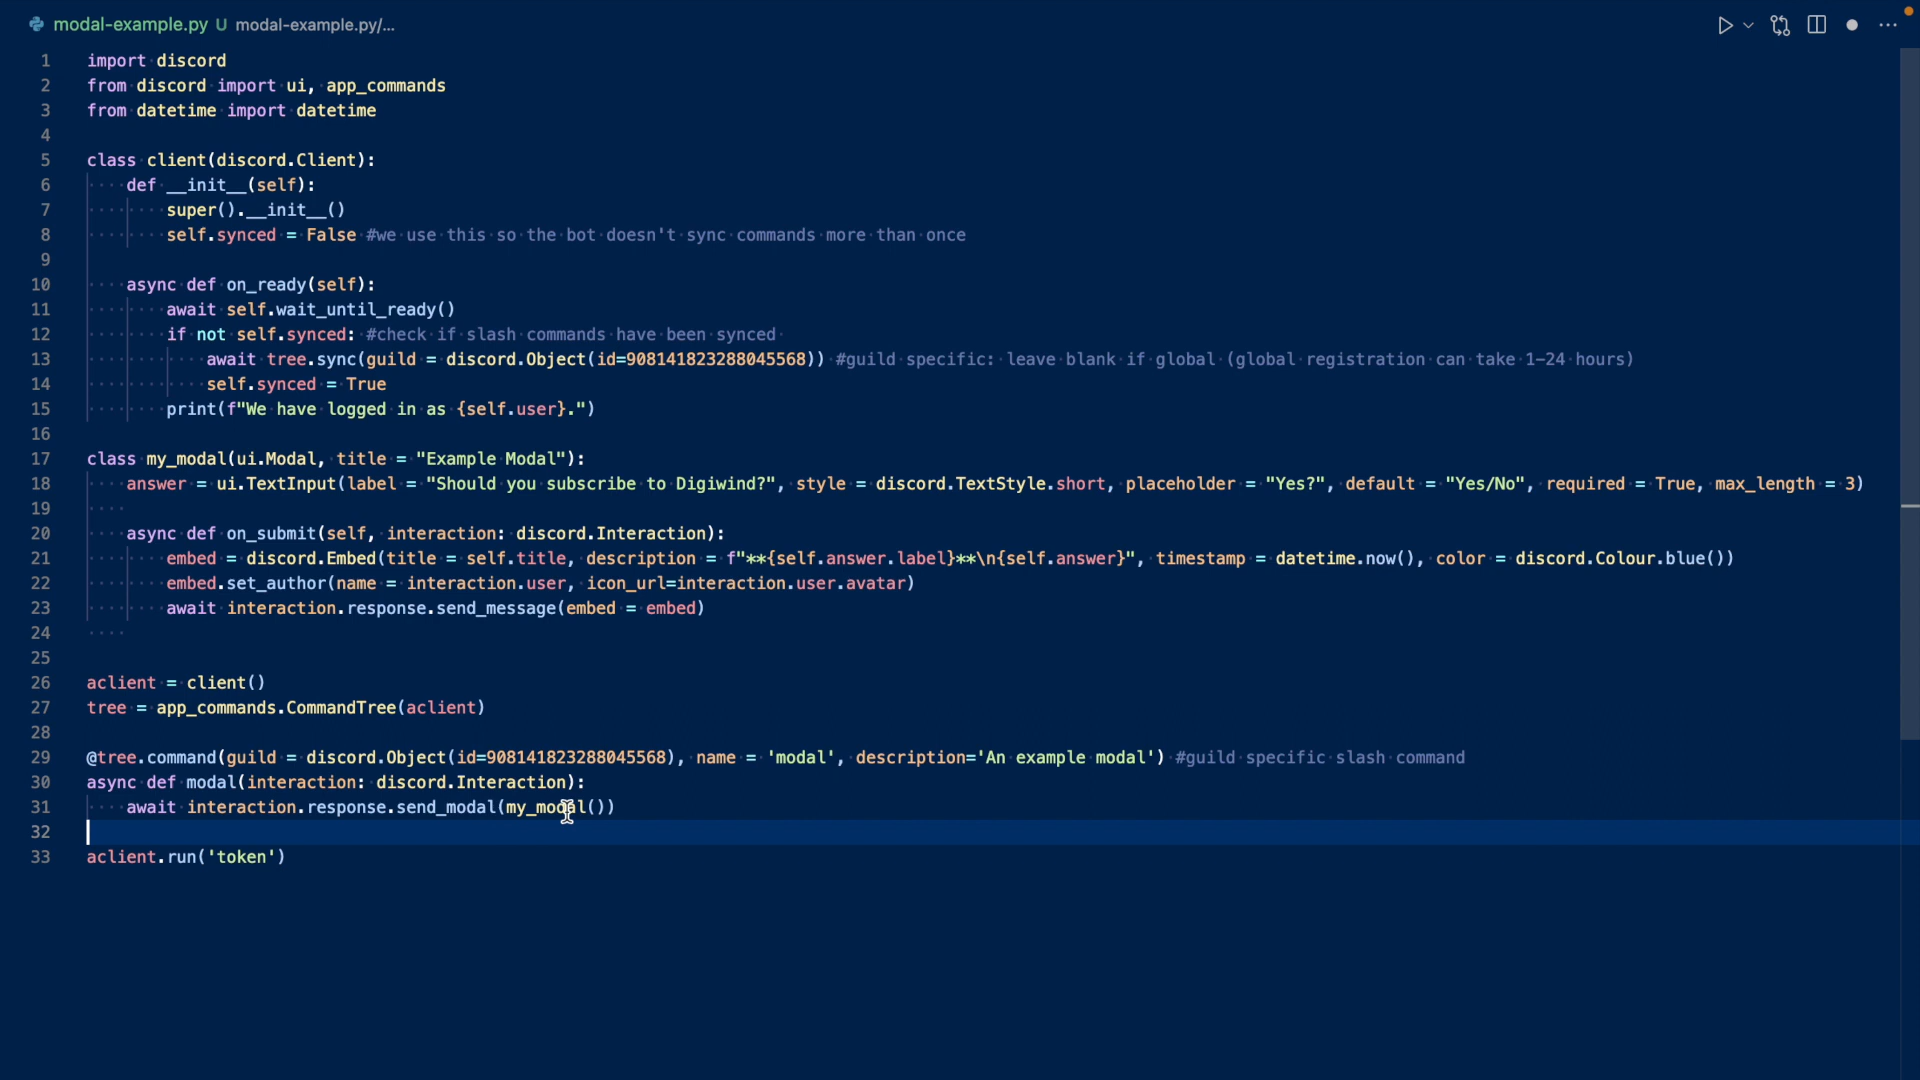 modal-example.py U modal-example.py/...
1 import discord
2 from discord import ui, app_commands
3 from datetime import datetime
4
5 class client(discord.Client):
6     def __init__(self):
7         super().__init__()
8         self.synced = False #we use this so the bot doesn't sync commands more than once
9
10     async def on_ready(self):
11         await self.wait_until_ready()
12         if not self.synced: #check if slash commands have been synced
13             await tree.sync(guild = discord.Object(id=908141823288045568)) #guild specific: leave blank if global (global registration can take 1-24 hours)
14             self.synced = True
15         print(f"We have logged in as {self.user}.")
16
17 class my_modal(ui.Modal, title = "Example Modal"):
18     answer = ui.TextInput(label = "Should you subscribe to Digiwind?", style = discord.TextStyle.short, placeholder = "Yes?", default = "Yes/No", required = True, max_length = 3)
19
20     async def on_submit(self, interaction: discord.Interaction):
21         embed = discord.Embed(title = self.title, description = f"**{self.answer.label}**\n{self.answer}", timestamp = datetime.now(), color = discord.Colour.blue())
22         embed.set_author(name = interaction.user, icon_url=interaction.user.avatar)
23         await interaction.response.send_message(embed = embed)
24
25
26 aclient = client()
27 tree = app_commands.CommandTree(aclient)
28
29 @tree.command(guild = discord.Object(id=908141823288045568), name = 'modal', description='An example modal') #guild specific slash command
30 async def modal(interaction: discord.Interaction):
31     await interaction.response.send_modal(my_modal())
32
33 aclient.run('token')